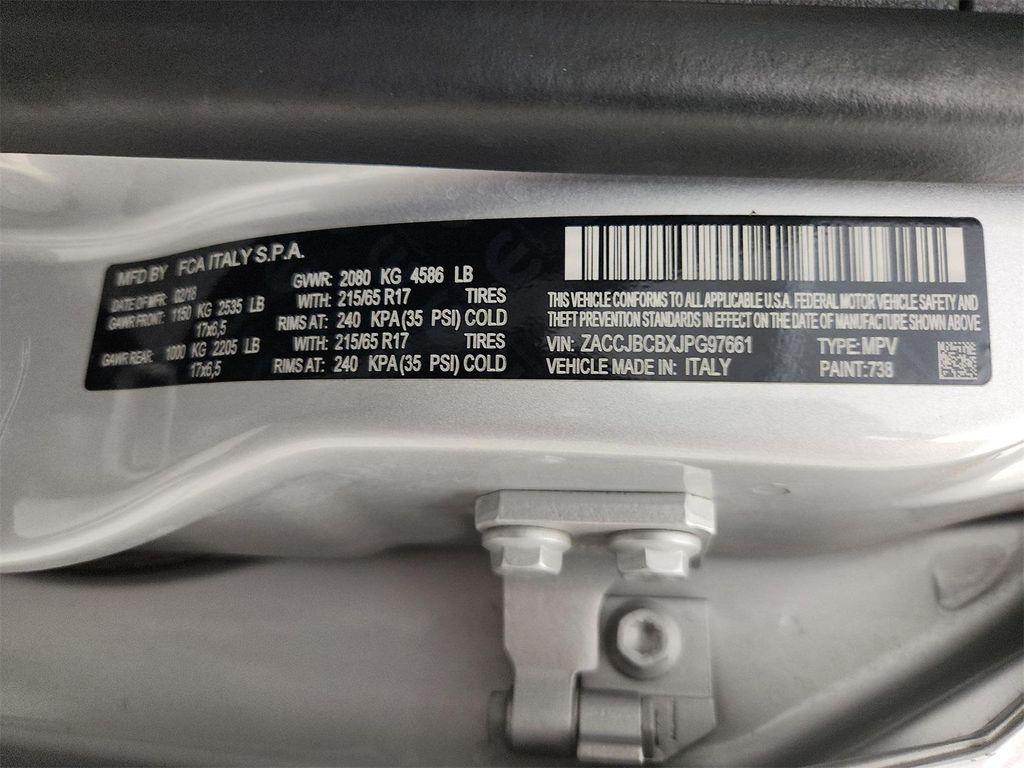 MFD BY FCA ITALY S.P.A.
DATE OF MFR: 02/18 GVWR: 2080 KG 4586 LB
GAWR FRONT: 1150 KG 2535 LB WITH: 215/65 R17 TIRES
17x6,5 RIMS AT: 240 KPA(35 PSI) COLD
GAWR REAR: 1000 KG 2205 LB WITH: 215/65 R17 TIRES
17x6,5 RIMS AT: 240 KPA(35 PSI) COLD
THIS VEHICLE CONFORMS TO ALL APPLICABLE U.S.A. FEDERAL MOTOR VEHICLE SAFETY AND
THEFT PREVENTION STANDARDS IN EFFECT ON THE DATE OF MANUFACTURE SHOWN ABOVE
VIN: ZACCJBCBXJPG97661 TYPE: MPV
VEHICLE MADE IN: ITALY PAINT: 738